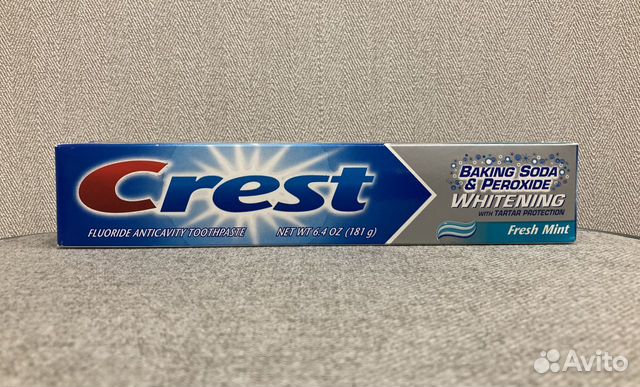 Crest
FLUORIDE ANTICAVITY TOOTHPASTE NET WT 6.4 OZ (181 g)
BAKING SODA
& PEROXIDE
WHITENING
WITH TARTAR PROTECTION
Fresh Mint
Avito